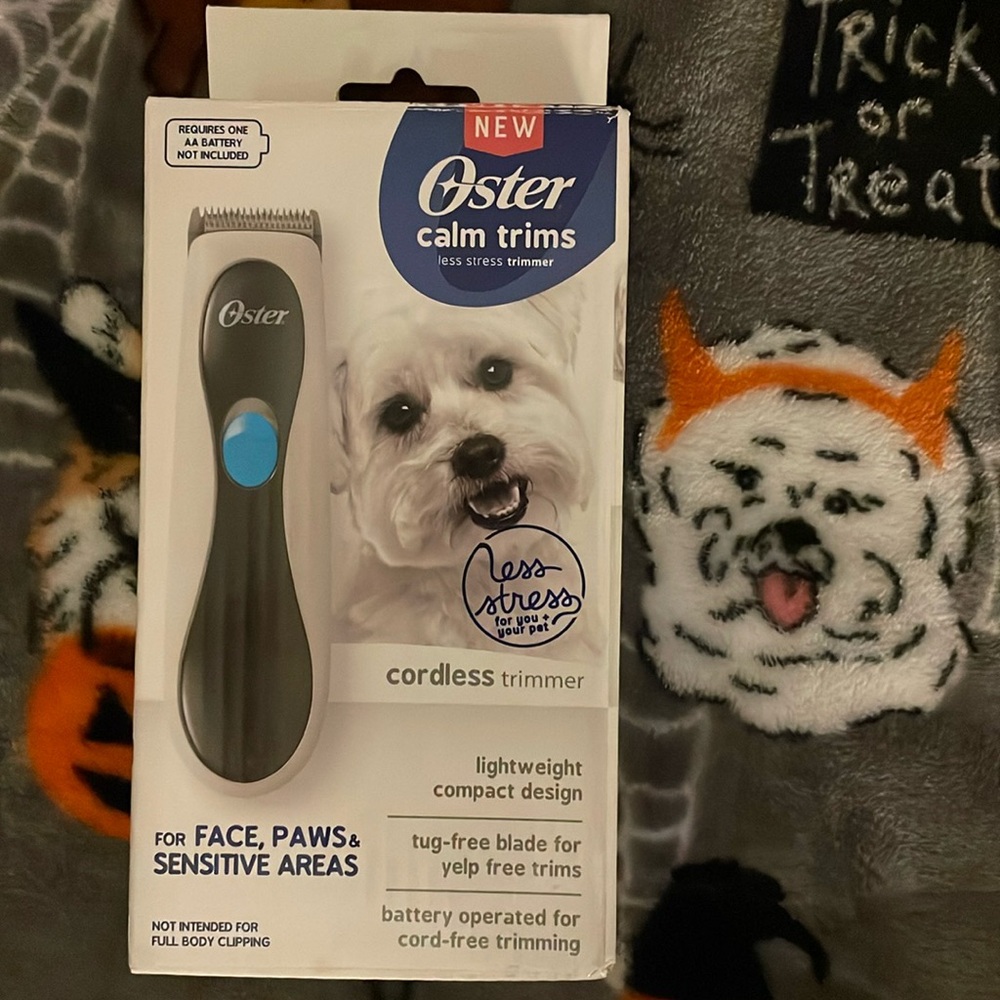 REQUIRES ONE
AA BATTERY
NOT INCLUDED
NEW
Oster
calm trims
less stress trimmer
Oster
less
stress
for you +
your pet
cordless trimmer
lightweight
compact design
tug-free blade for
yelp free trims
battery operated for
cord-free trimming
FOR FACE, PAWS &
SENSITIVE AREAS
NOT INTENDED FOR
FULL BODY CLIPPING
TRick
or
TReat